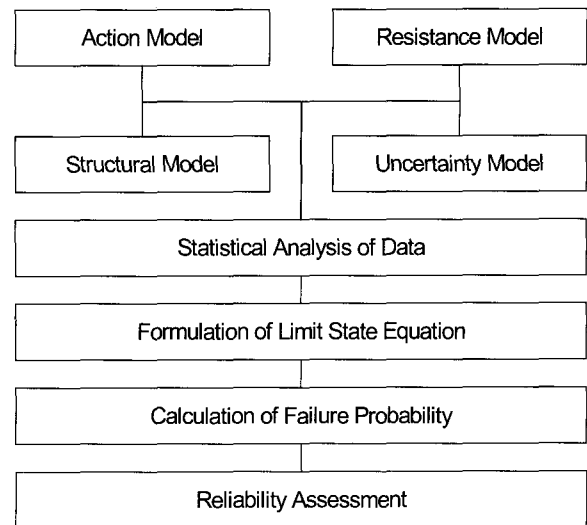 Action Model
Resistance Model
Structural Model
Uncertainty Model
Statistical Analysis of Data
Formulation of Limit State Equation
Calculation of Failure Probability
Reliability Assessment